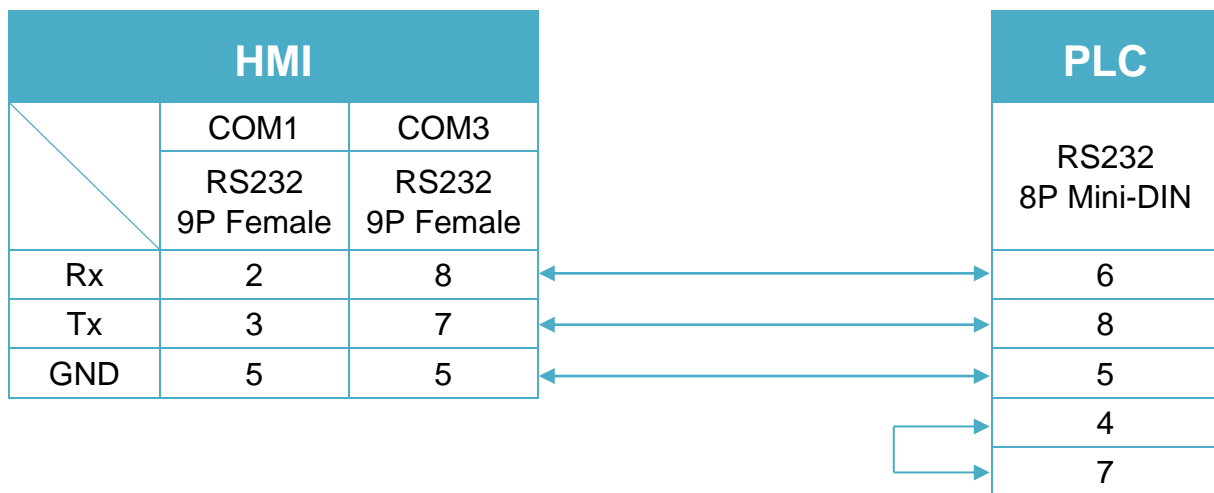 HMI PLC
COM1 COM3
RS232
9P Female
RS232
9P Female
RS232
8P Mini-DIN
Rx 2 8 6
Tx 3 7 8
GND 5 5 5
4
7